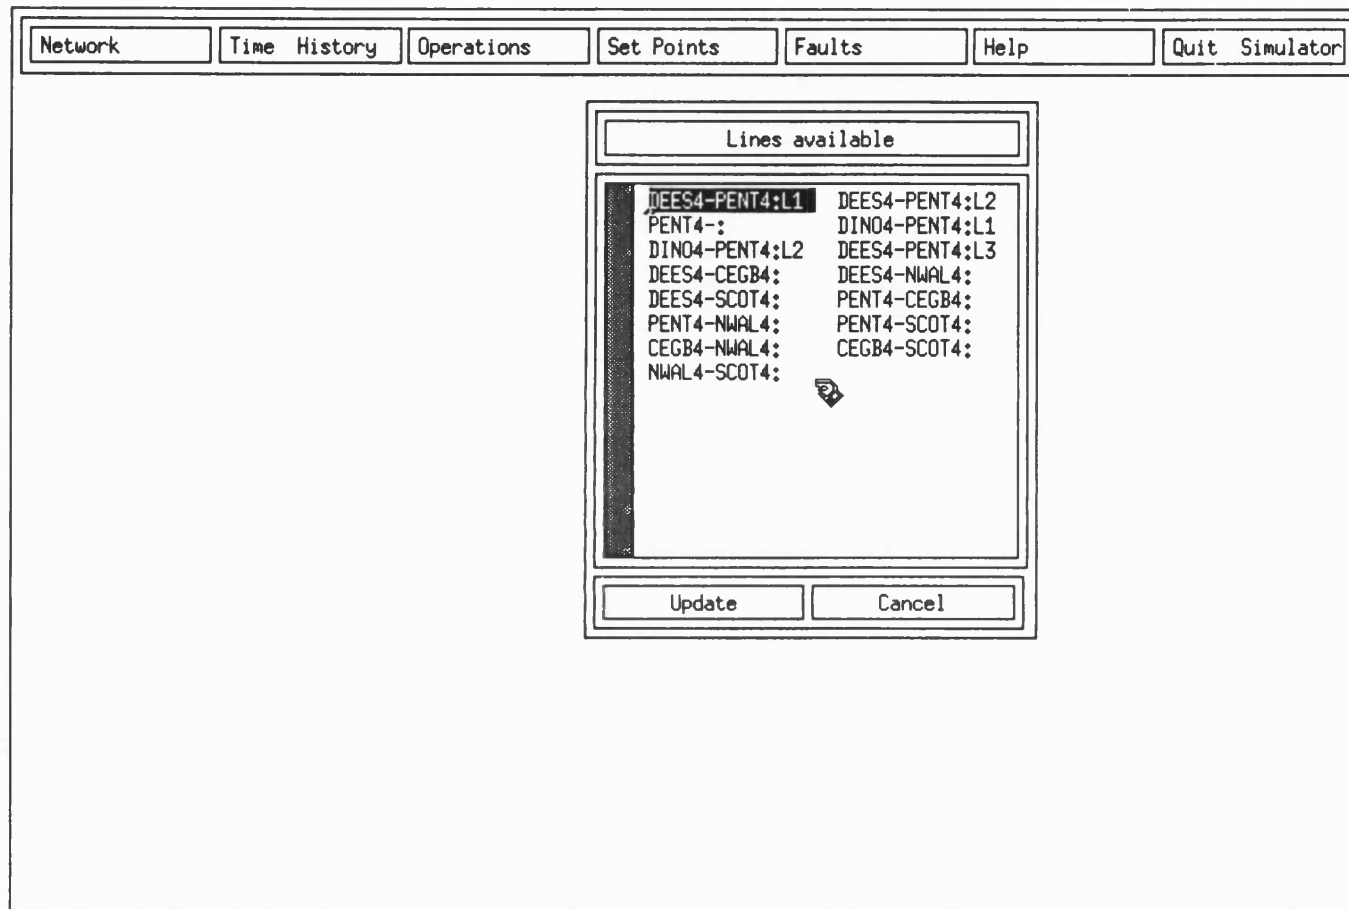 Network Time History Operations Set Points Faults Help Quit Simulator
Lines available
DEES4-PENT4:L1 DEES4-PENT4:L2
PENT4-: DINO4-PENT4:L1
DINO4-PENT4:L2 DEES4-PENT4:L3
DEES4-CEGB4: DEES4-NWAL4:
DEES4-SCOT4: PENT4-CEGB4:
PENT4-NWAL4: PENT4-SCOT4:
CEGB4-NWAL4: CEGB4-SCOT4:
NWAL4-SCOT4:
Update Cancel